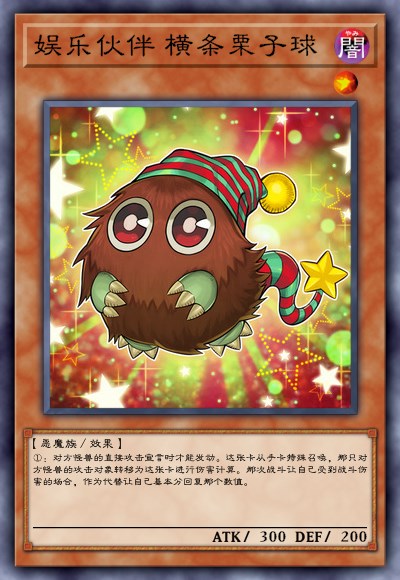 娱乐伙伴 横条栗子球
やみ
闇
【恶魔族／效果】
①：对方怪兽的直接攻击宣言时才能发动。这张卡从手卡特殊召唤，那只对
方怪兽的攻击对象转移为这张卡进行伤害计算。那次战斗让自己受到战斗伤
害的场合，作为代替让自己基本分回复那个数值。
ATK/ 300 DEF/ 200